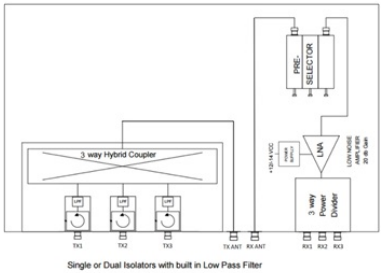 PRE-
SELECTOR
3 way Hybrid Coupler
LPF
LPF
LPF
+12/-14 VCC
POWER
SUPPLY
LNA
LOW NOISE
AMPLIFIER
20 db Gain
3 way
Power
Divider
TX1
TX2
TX3
TX ANT
RX ANT
RX1
RX2
RX3
Single or Dual Isolators with built in Low Pass Filter